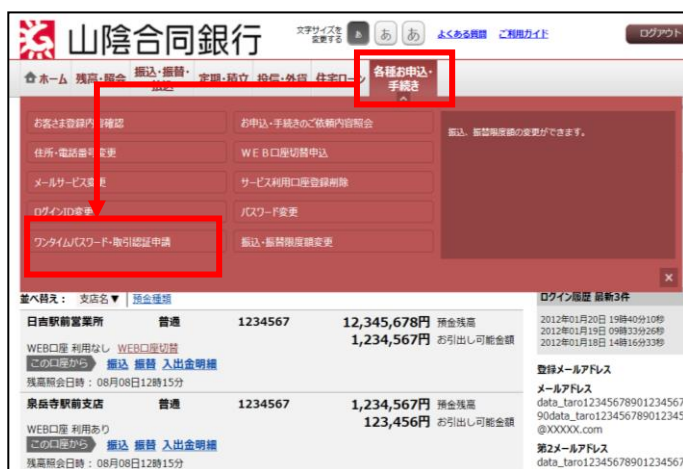 山陰合同銀行
文字サイズを変更する あ あ あ よくある質問 ご利用ガイド ログアウト
ホーム 残高・照会 振込・振替・ 定期・積立 投信・外貨 住宅ローン 各種お申込・手続き
お客さま登録内容確認 お申込・手続きのご依頼内容照会 振込、振替限度額の変更ができます。
住所・電話番号変更 WEB口座切替申込
メールサービス変更 サービス利用口座登録削除
ログインID変更 パスワード変更
ワンタイムパスワード・取引認証申請 振込・振替限度額変更
×
並べ替え: 支店名▼ 預金種類 ログイン履歴 最新3件
日吉駅前営業所 普通 1234567 12,345,678円 預金残高
1,234,567円 お引出し可能金額
WEB口座 利用なし WEB口座切替
この口座から 振込 振替 入出金明細
残高照会日時: 08月08日12時15分
泉岳寺駅前支店 普通 1234567 1,234,567円 預金残高
123,456円 お引出し可能金額
WEB口座 利用あり
この口座から 振込 振替 入出金明細
残高照会日時: 08月08日12時15分
2012年01月20日 19時40分10秒
2012年01月19日 09時33分26秒
2012年01月18日 14時16分33秒
登録メールアドレス
メールアドレス
data_taro12345678901234567
90data_taro123456789012345
@XXXXX.com
第2メールアドレス
data_taro12345678901234567